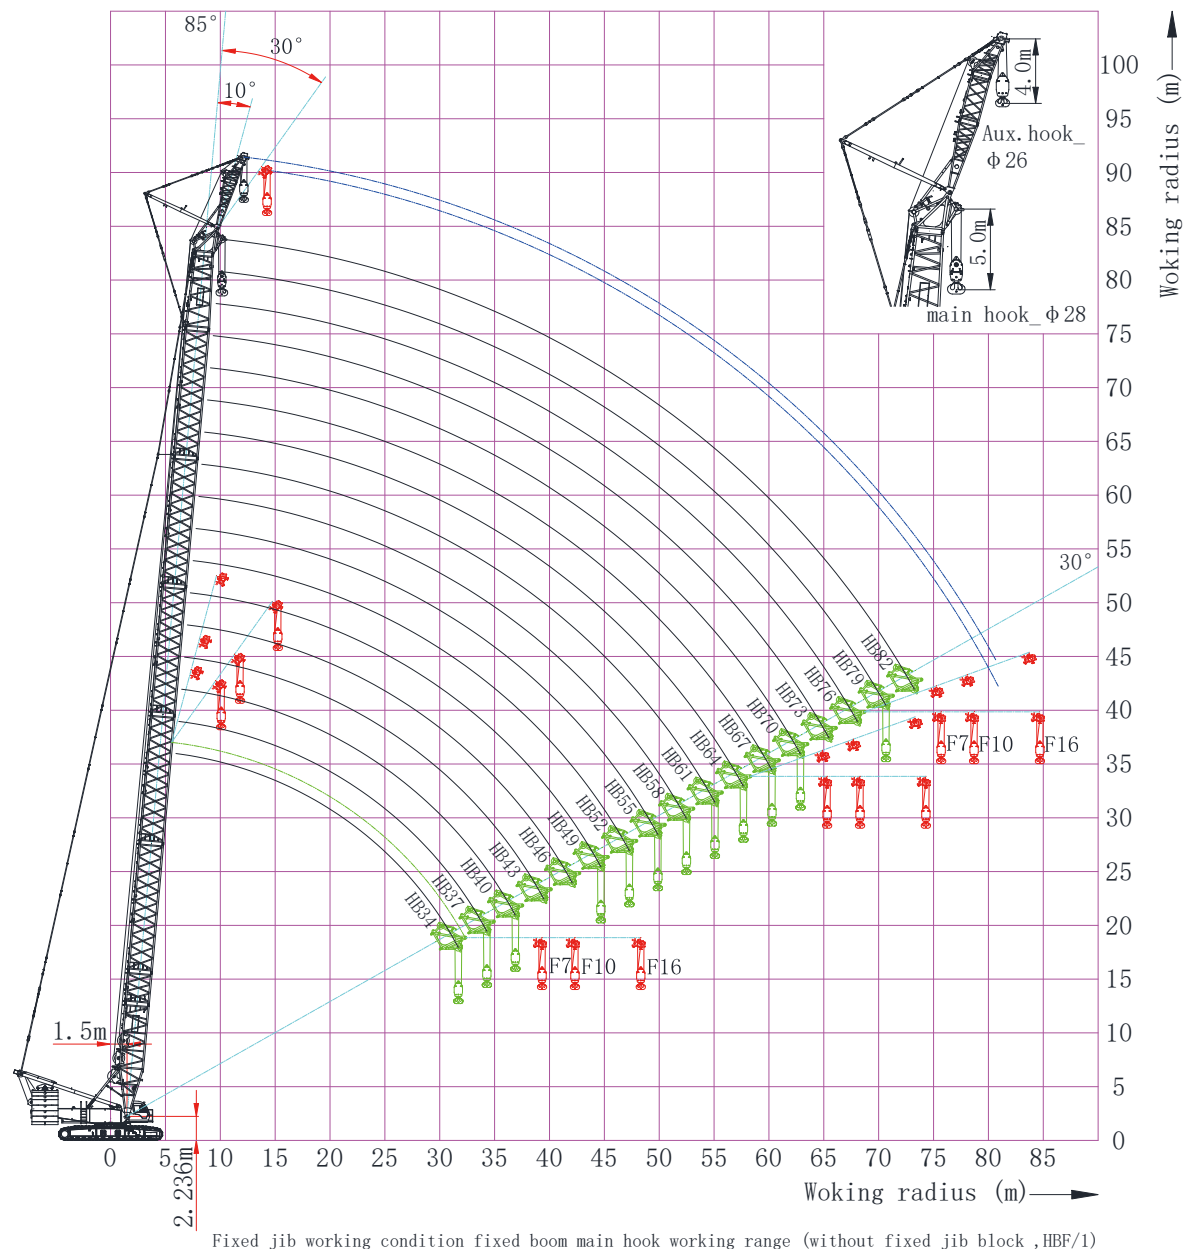 85°
30°
10°
4.0m
Aux.hook_
φ26
5.0m
main hook_φ28
100
95
90
85
80
75
70
65
60
55
50
45
40
35
30
25
20
15
10
5
0
Woking radius (m)
30°
HB82
HB79
HB76
HB73
HB70
HB67
HB64
HB61
HB58
HB55
HB52
HB49
HB46
HB43
HB40
HB37
HB34
F7 F10 F16
F7 F10 F16
1.5m
2.236m
0 5 10 15 20 25 30 35 40 45 50 55 60 65 70 75 80 85
Woking radius (m)
Fixed jib working condition fixed boom main hook working range (without fixed jib block ,HBF/1)